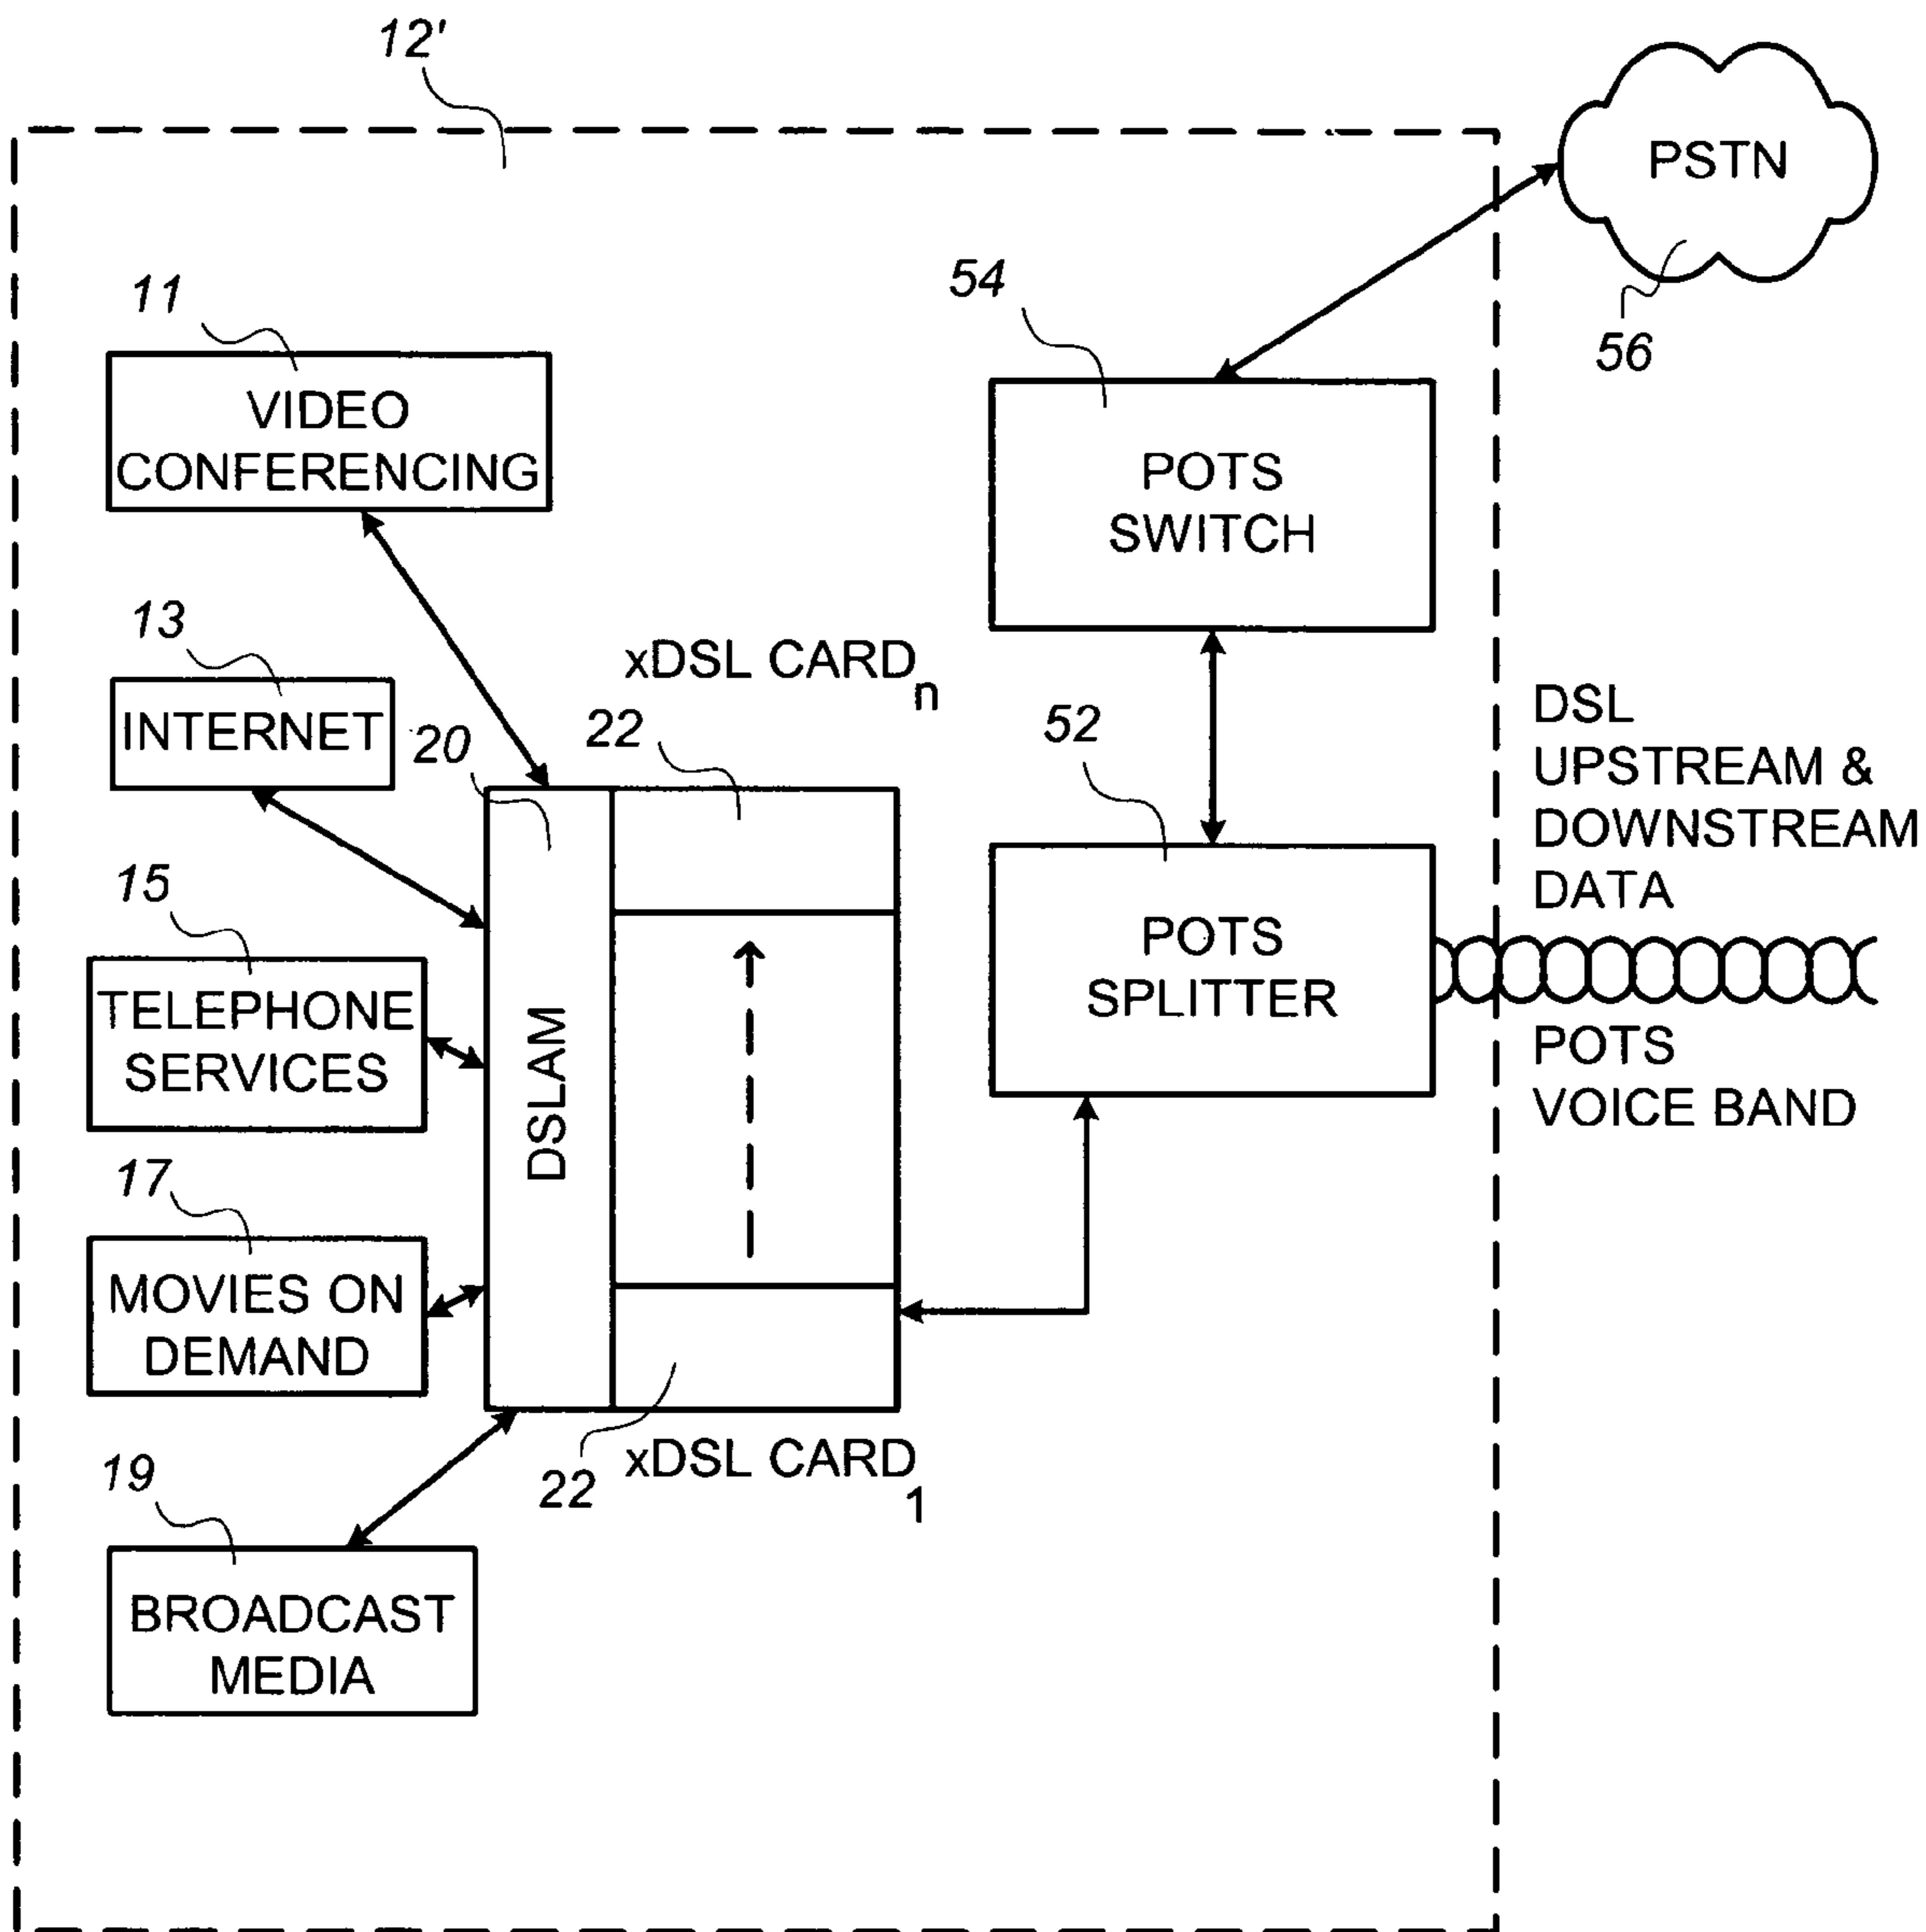 12'
PSTN
56
11
VIDEO
CONFERENCING
54
POTS
SWITCH
13
INTERNET
20
xDSL CARD n
22
52
DSL
UPSTREAM &
DOWNSTREAM
DATA
15
TELEPHONE
SERVICES
DSLAM
POTS
SPLITTER
POTS
VOICE BAND
17
MOVIES ON
DEMAND
22
xDSL CARD 1
19
BROADCAST
MEDIA